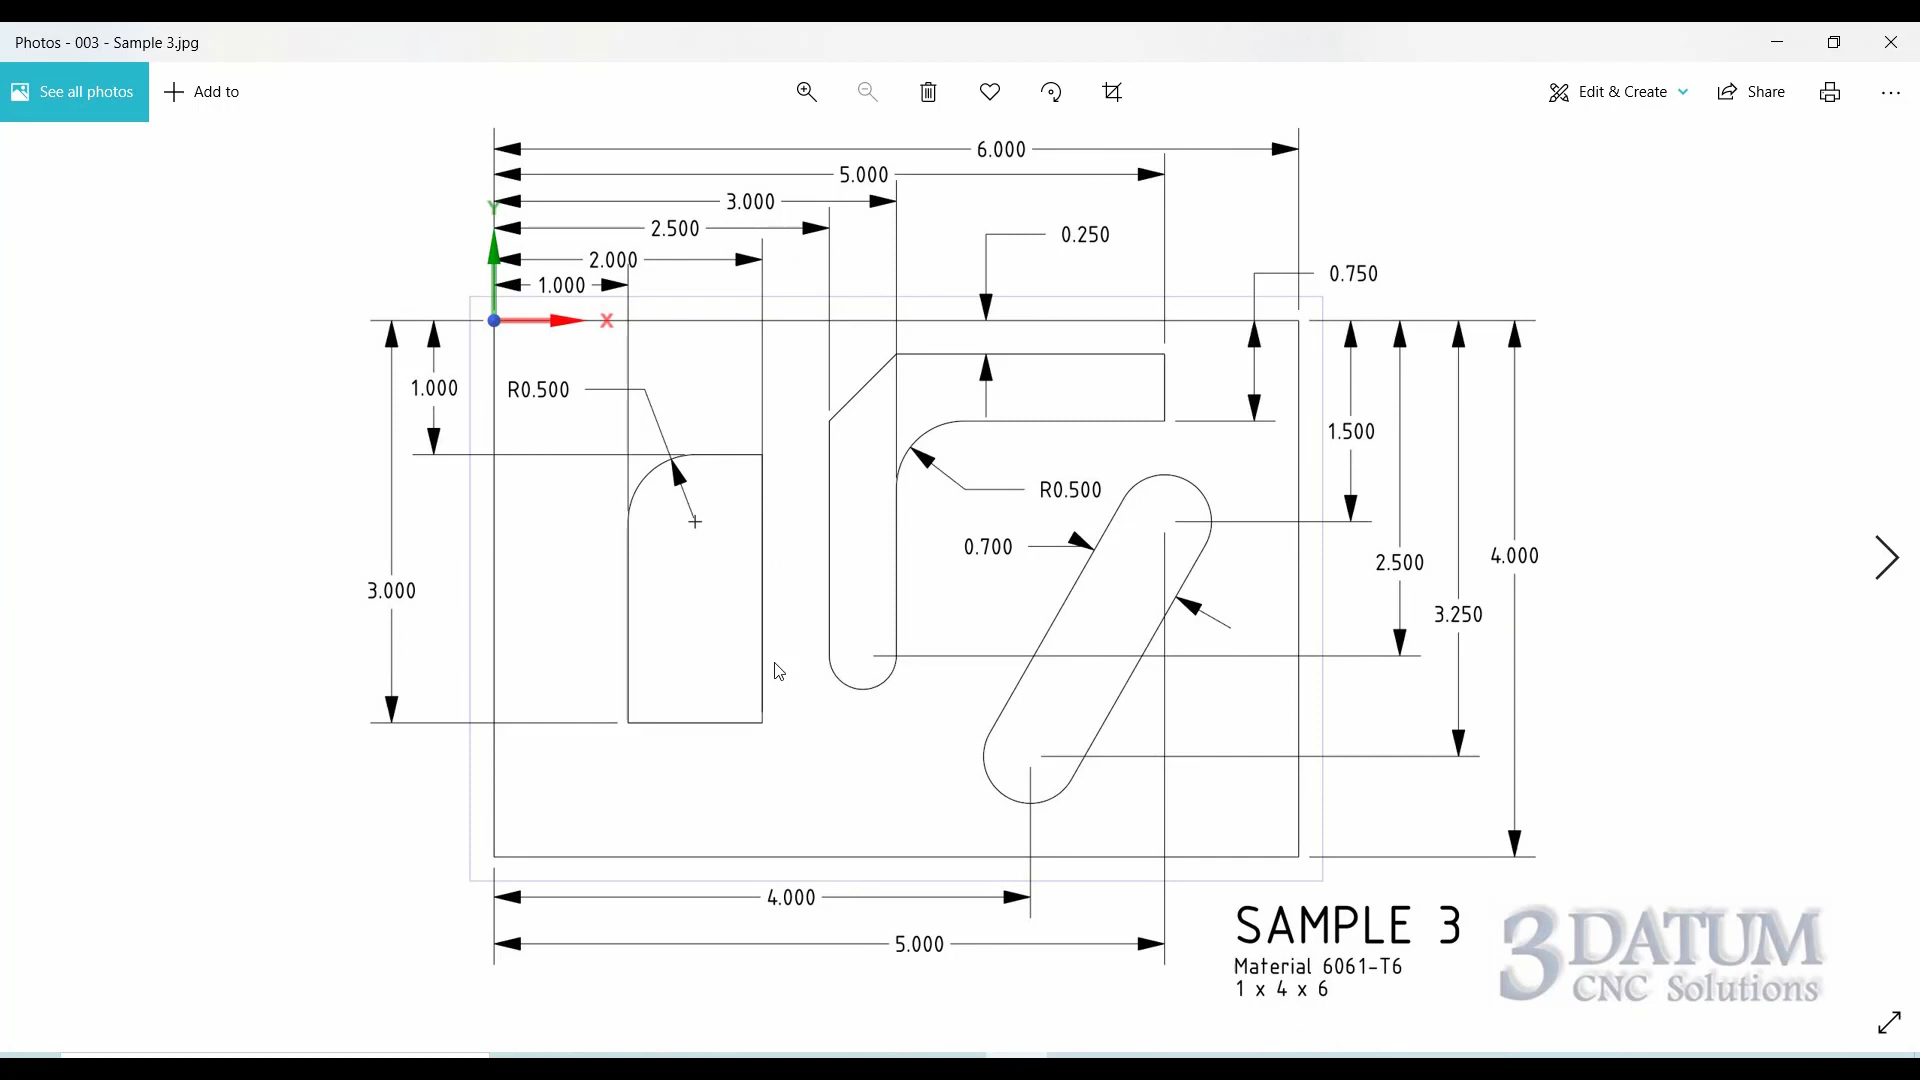 Photos - 003 - Sample 3.jpg
See all photos
Add to
Edit & Create
Share
6.000
5.000
3.000
2.500
2.000
1.000
0.250
0.750
Y
X
1.000
R0.500
3.000
R0.500
0.700
1.500
2.500
3.250
4.000
4.000
5.000
SAMPLE 3
Material 6061-T6
1 x 4 x 6
3 DATUM
CNC Solutions